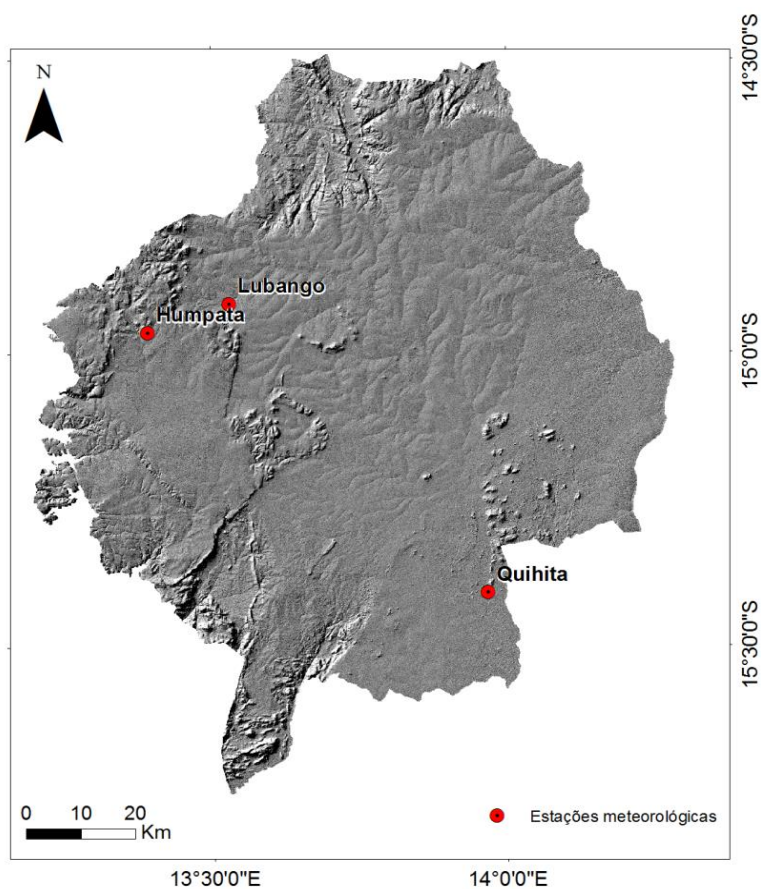 14°30'0"S
N
Lubango
Humpata
15°0'0"S
Quihita
15°30'0"S
0 10 20
Km
Estações meteorológicas
13°30'0"E
14°0'0"E